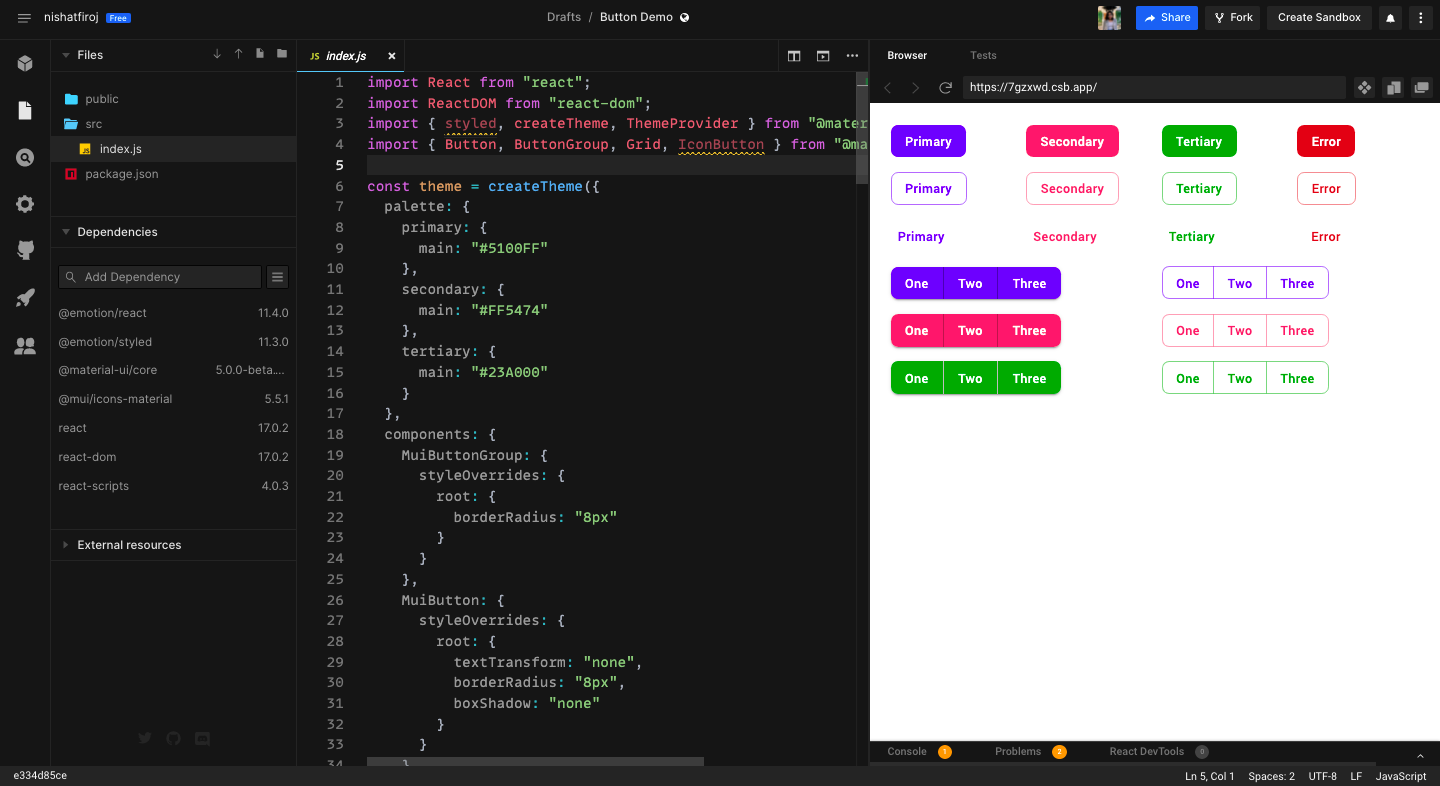 nishatfiroj Free
Drafts / Button Demo
Share Fork Create Sandbox
Files
public
src
index.js
package.json
Dependencies
Add Dependency
@emotion/react 11.4.0
@emotion/styled 11.3.0
@material-ui/core 5.0.0-beta....
@mui/icons-material 5.5.1
react 17.0.2
react-dom 17.0.2
react-scripts 4.0.3
External resources
JS index.js ×
1 import React from "react";
2 import ReactDOM from "react-dom";
3 import { styled, createTheme, ThemeProvider } from "@mater
4 import { Button, ButtonGroup, Grid, IconButton } from "@ma
5
6 const theme = createTheme({
7 palette: {
8 primary: {
9 main: "#5100FF"
10 },
11 secondary: {
12 main: "#FF5474"
13 },
14 tertiary: {
15 main: "#23A000"
16 }
17 },
18 components: {
19 MuiButtonGroup: {
20 styleOverrides: {
21 root: {
22 borderRadius: "8px"
23 }
24 }
25 },
26 MuiButton: {
27 styleOverrides: {
28 root: {
29 textTransform: "none",
30 borderRadius: "8px",
31 boxShadow: "none"
32 }
33 }
34 }
Browser Tests
https://7gzxwd.csb.app/
Primary Secondary Tertiary Error
Primary Secondary Tertiary Error
Primary Secondary Tertiary Error
One Two Three One Two Three
One Two Three One Two Three
One Two Three One Two Three
Console 1 Problems 2 React DevTools 0
e334d85ce
Ln 5, Col 1 Spaces: 2 UTF-8 LF JavaScript